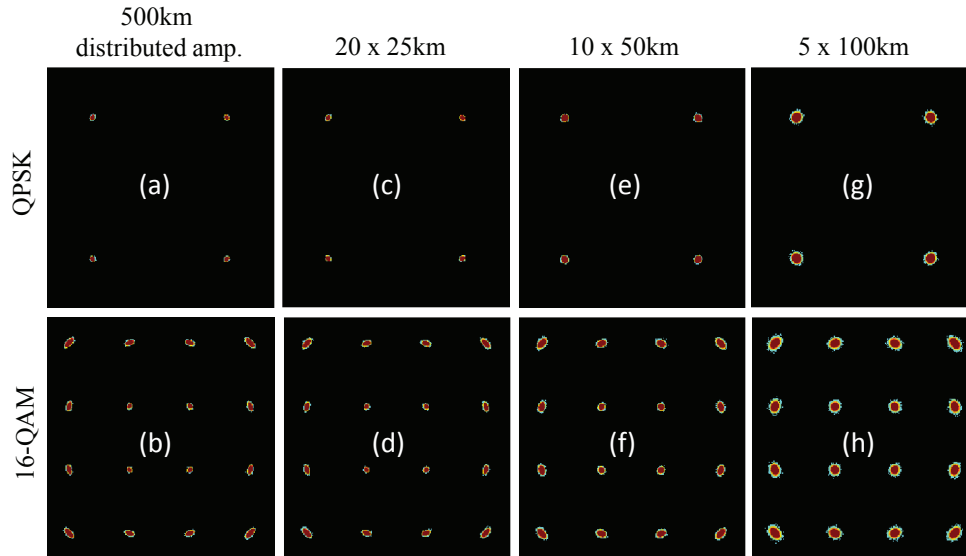 500km
distributed amp.
20 x 25km
10 x 50km
5 x 100km
QPSK
(a)
(c)
(e)
(g)
16-QAM
(b)
(d)
(f)
(h)